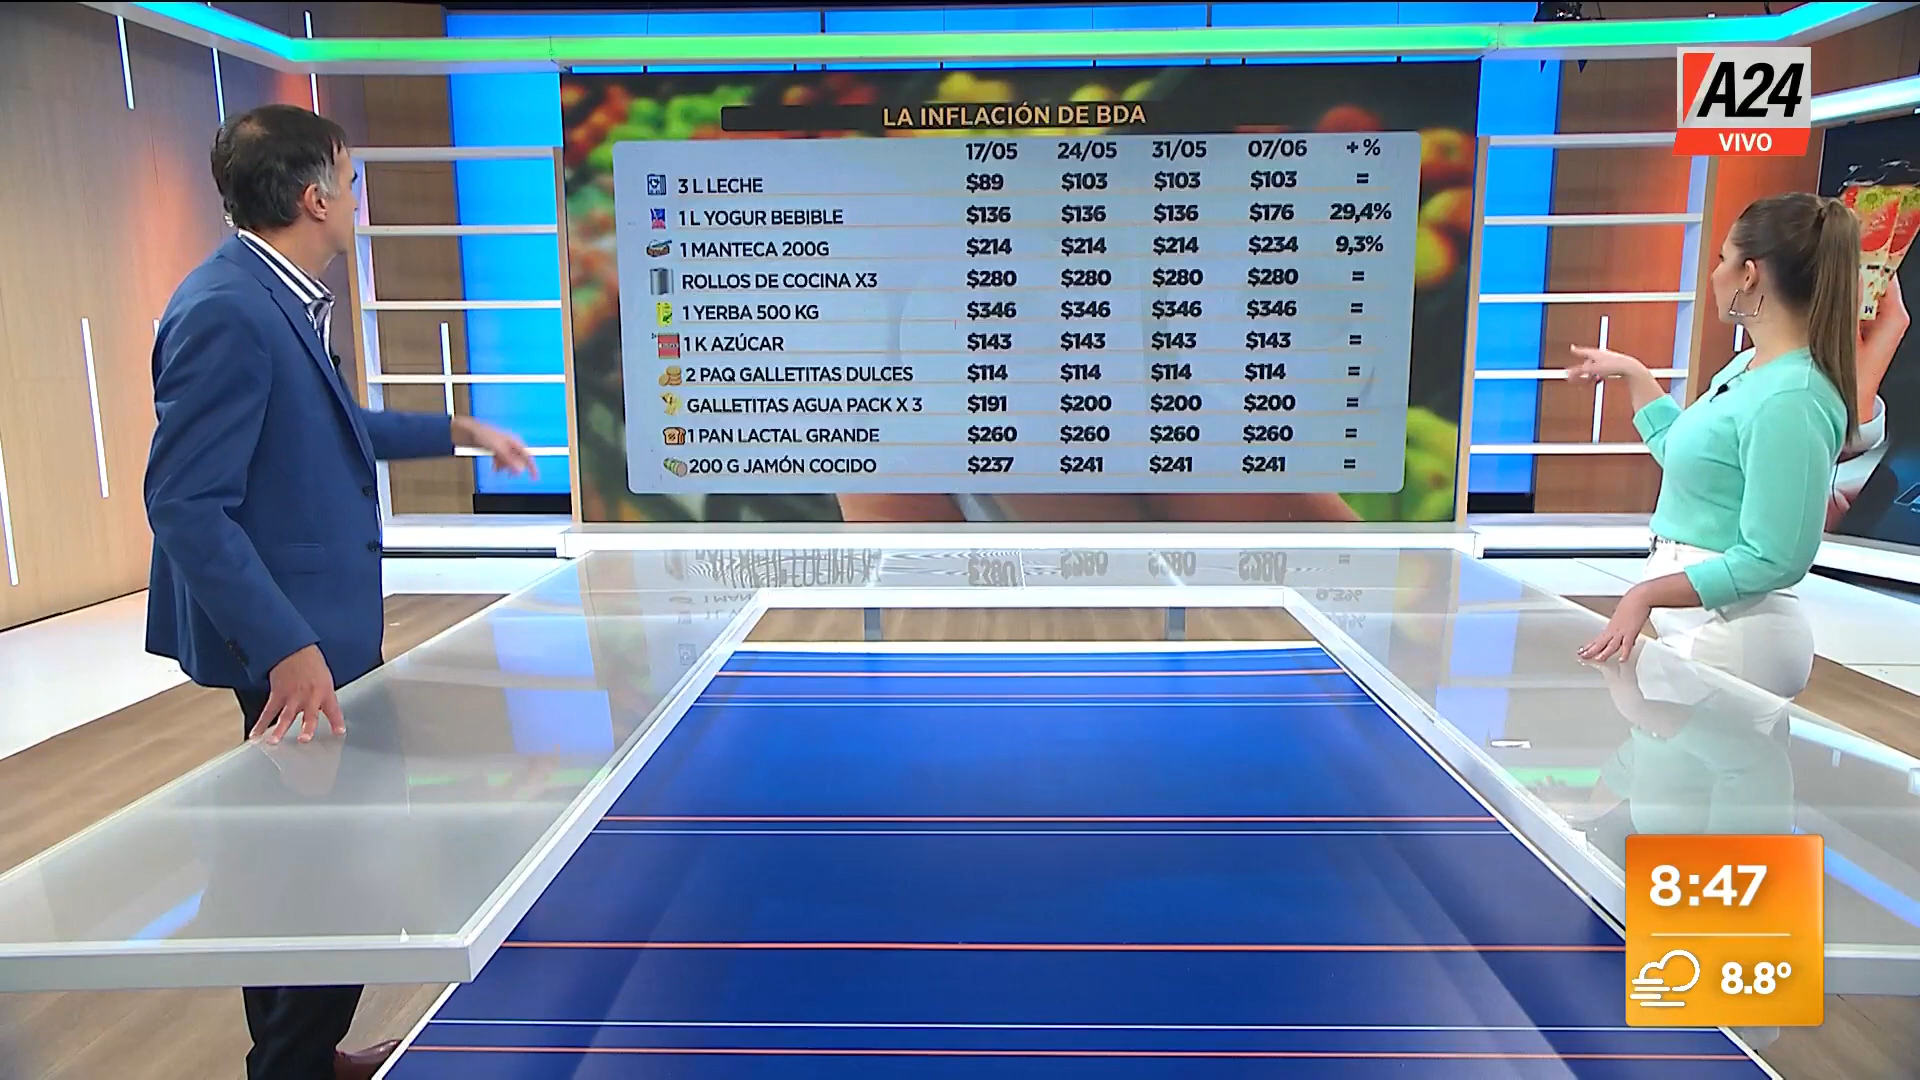 A24
VIVO
LA INFLACIÓN DE BDA
17/05 24/05 31/05 07/06 + %
3 L LECHE $89 $103 $103 $103 =
1 L YOGUR BEBIBLE $136 $136 $136 $176 29,4%
1 MANTECA 200G $214 $214 $214 $234 9,3%
ROLLOS DE COCINA X3 $280 $280 $280 $280 =
1 YERBA 500 KG $346 $346 $346 $346 =
1 K AZÚCAR $143 $143 $143 $143 =
2 PAQ GALLETITAS DULCES $114 $114 $114 $114 =
GALLETITAS AGUA PACK X 3 $191 $200 $200 $200 =
1 PAN LACTAL GRANDE $260 $260 $260 $260 =
200 G JAMÓN COCIDO $237 $241 $241 $241 =
8:47
8.8º